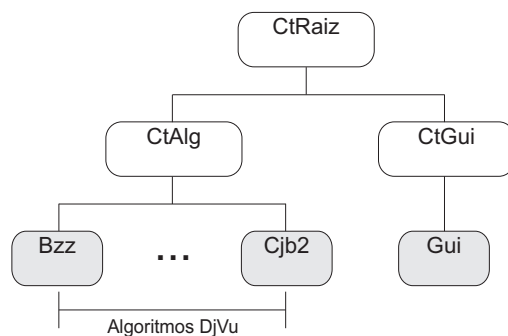 CtRaiz
CtAlg
CtGui
Bzz
...
Cjb2
Gui
Algoritmos DjVu